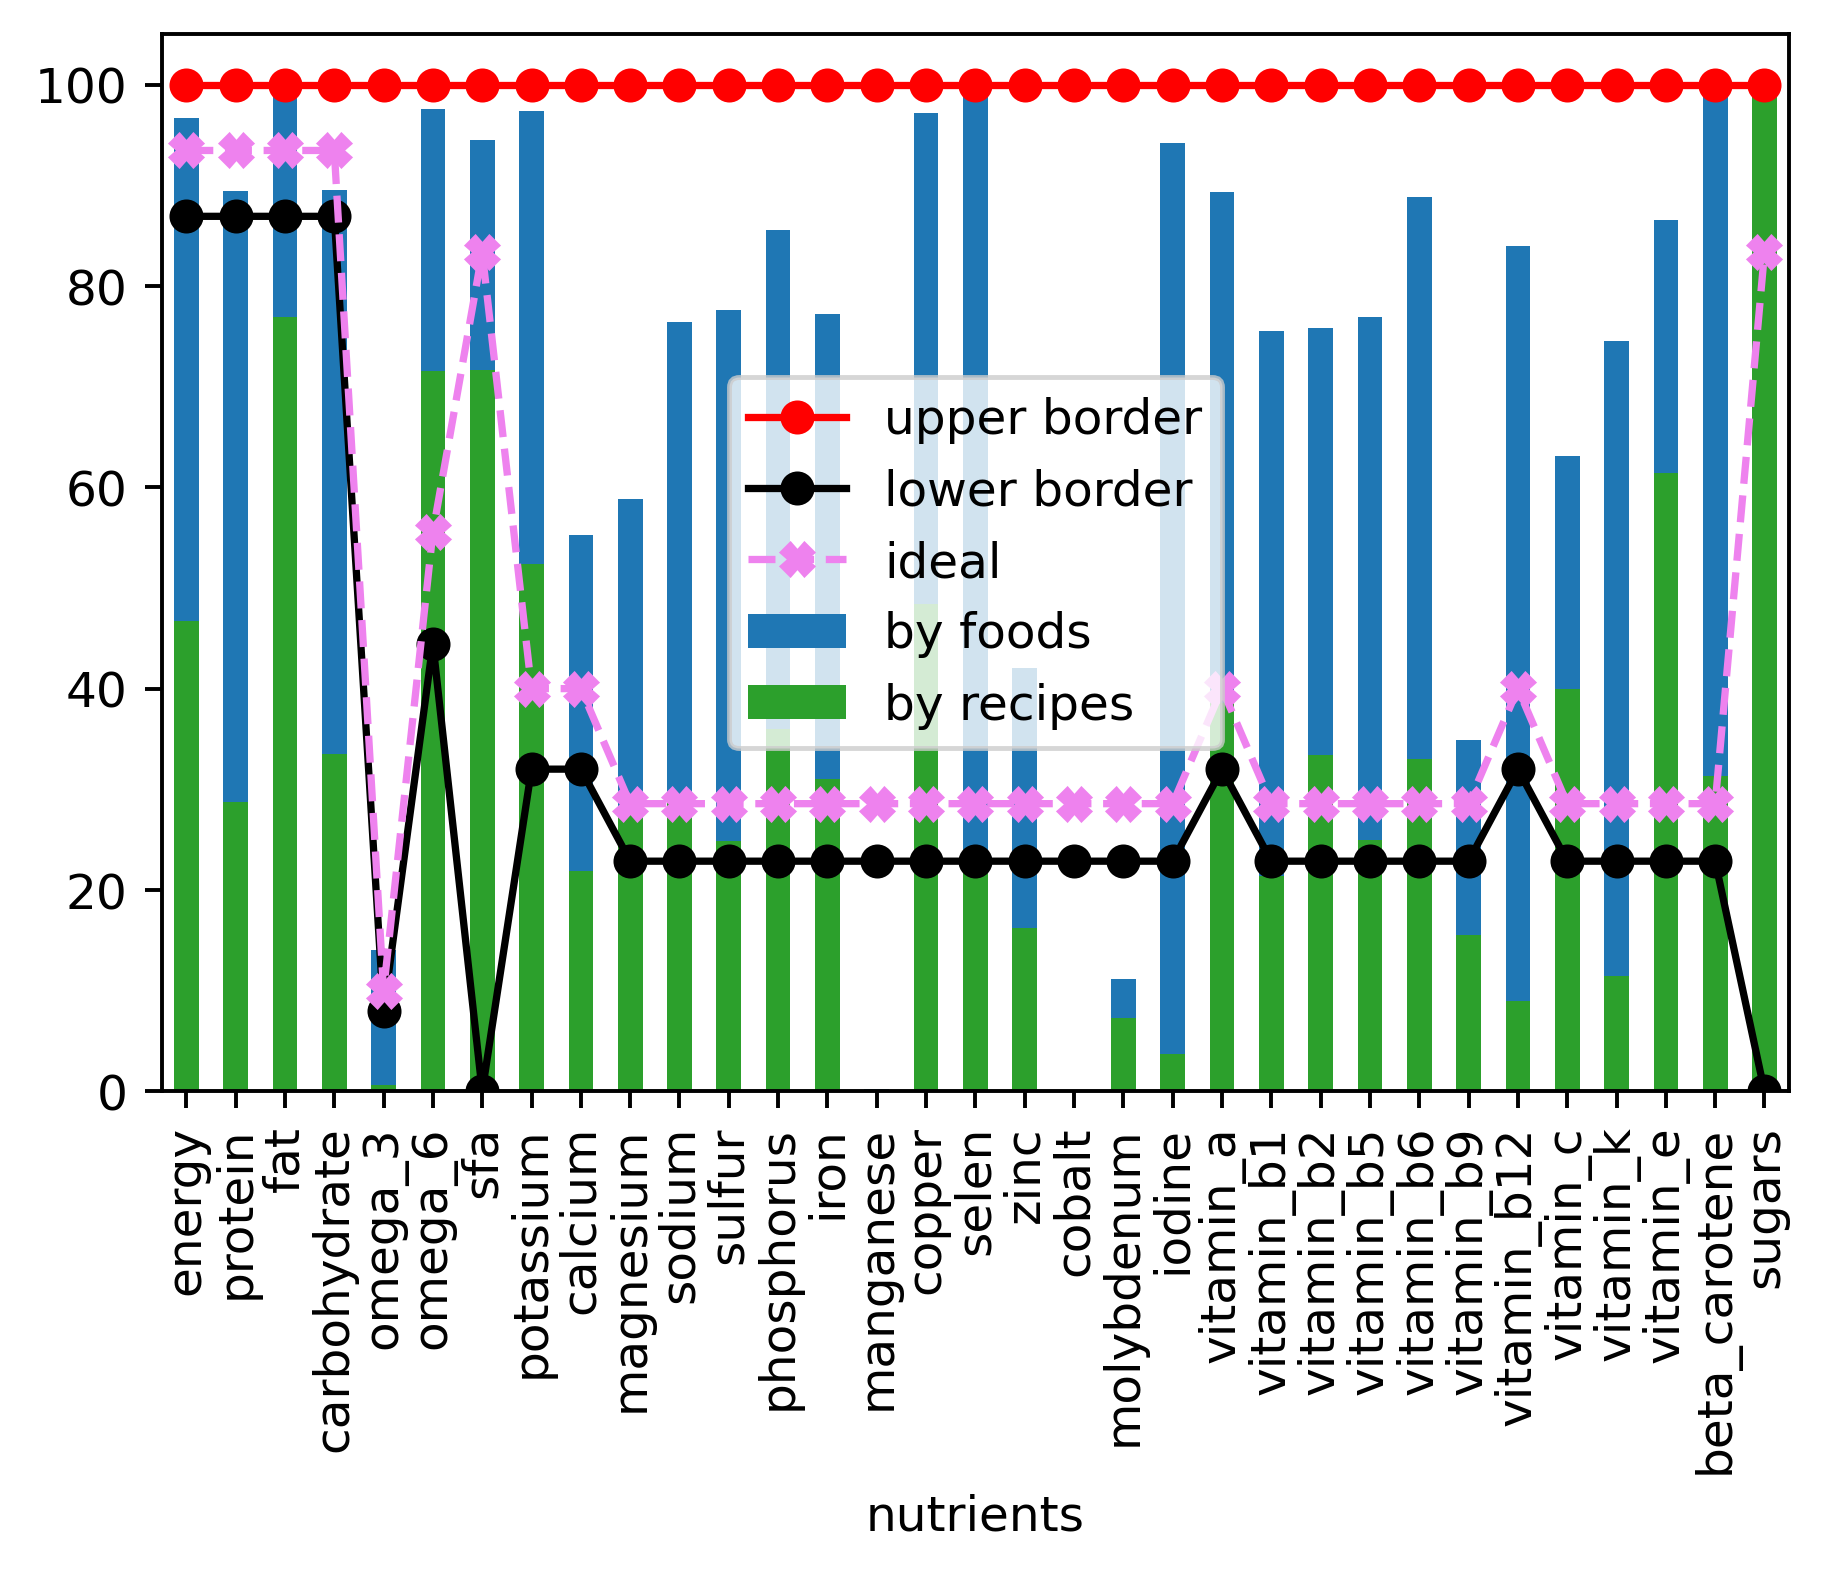 100
80
60
40
20
0
upper border
lower border
ideal
by foods
by recipes
energy
protein
fat
carbohydrate
omega_3
omega_6
sfa
potassium
calcium
magnesium
sodium
sulfur
phosphorus
iron
manganese
copper
selen
zinc
cobalt
molybdenum
iodine
vitamin_a
vitamin_b1
vitamin_b2
vitamin_b5
vitamin_b6
vitamin_b9
vitamin_b12
vitamin_c
vitamin_k
vitamin_e
beta_carotene
sugars
nutrients